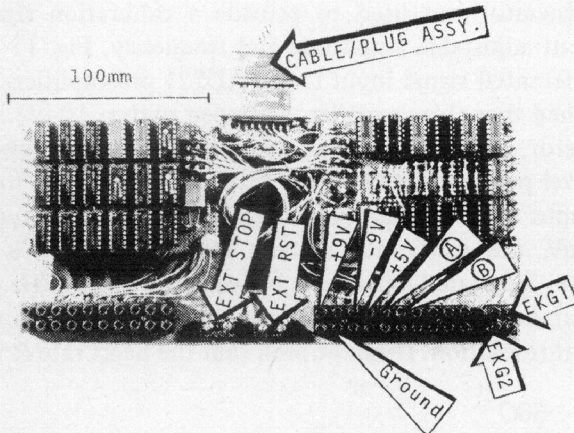 CABLE/PLUG ASSY.
100mm
EXT STOP
EXT RST
+9V
-9V
+5V
A
B
EKG1
EKG2
Ground